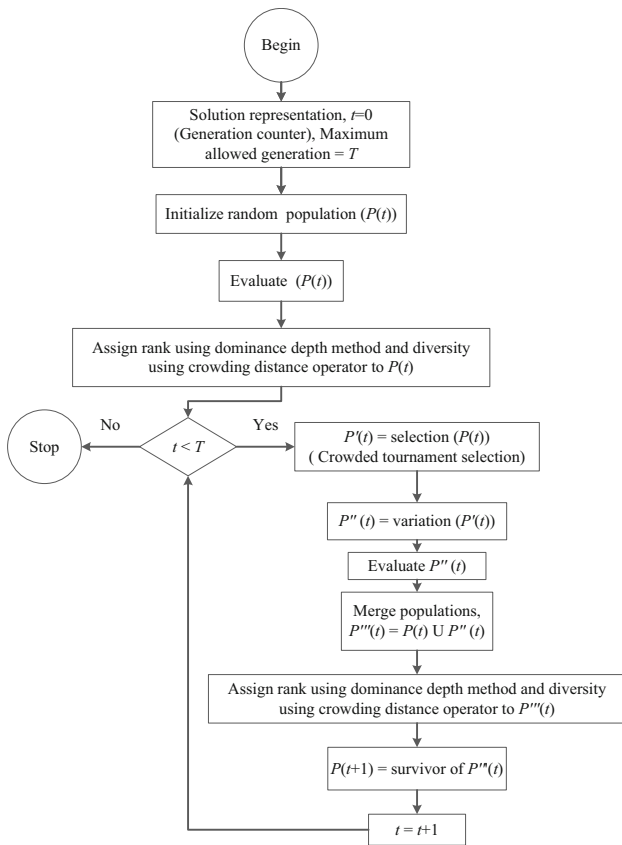 Begin
Solution representation, t=0
(Generation counter), Maximum
allowed generation = T
Initialize random population (P(t))
Evaluate (P(t))
Assign rank using dominance depth method and diversity
using crowding distance operator to P(t)
No
Yes
Stop
t < T
P'(t) = selection (P(t))
( Crowded tournament selection)
P'' (t) = variation (P'(t))
Evaluate P'' (t)
Merge populations,
P'''(t) = P(t) U P'' (t)
Assign rank using dominance depth method and diversity
using crowding distance operator to P'''(t)
P(t+1) = survivor of P'''(t)
t = t+1